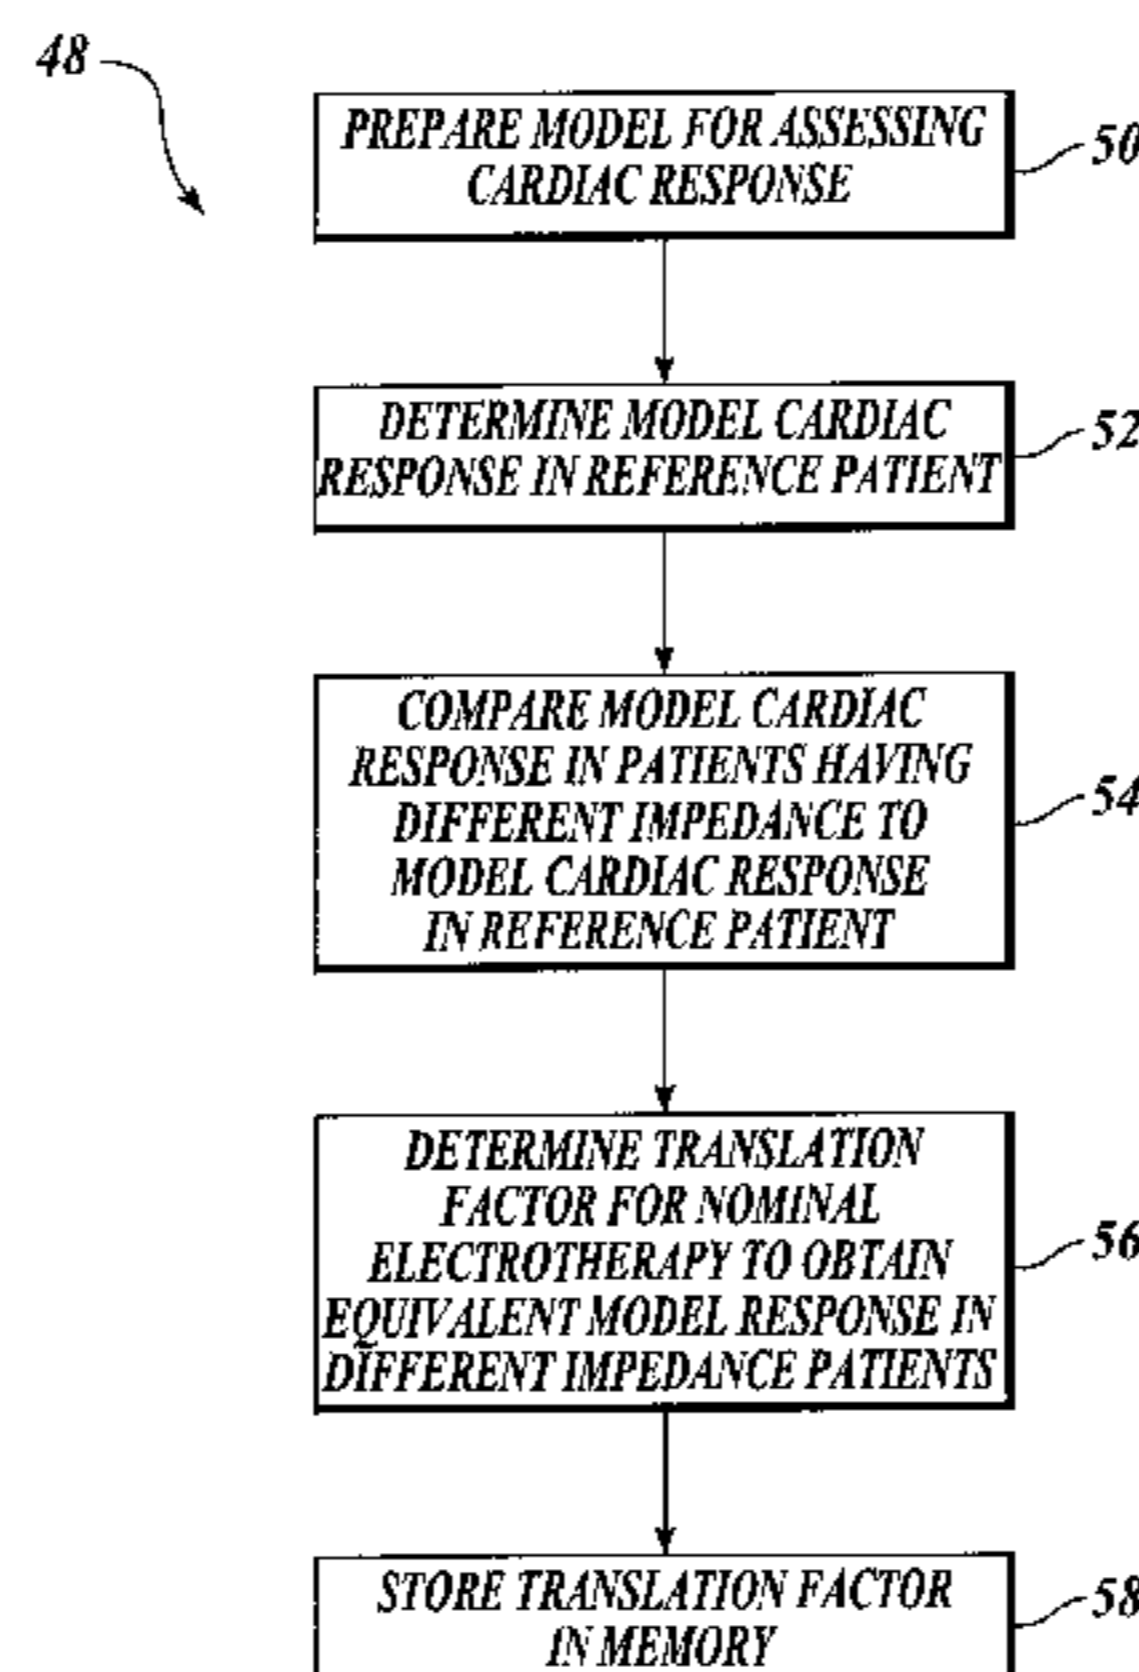 48
PREPARE MODEL FOR ASSESSING
CARDIAC RESPONSE
50
DETERMINE MODEL CARDIAC
RESPONSE IN REFERENCE PATIENT
52
COMPARE MODEL CARDIAC
RESPONSE IN PATIENTS HAVING
DIFFERENT IMPEDANCE TO
MODEL CARDIAC RESPONSE
IN REFERENCE PATIENT
54
DETERMINE TRANSLATION
FACTOR FOR NOMINAL
ELECTROTHERAPY TO OBTAIN
EQUIVALENT MODEL RESPONSE IN
DIFFERENT IMPEDANCE PATIENTS
56
STORE TRANSLATION FACTOR
IN MEMORY
58